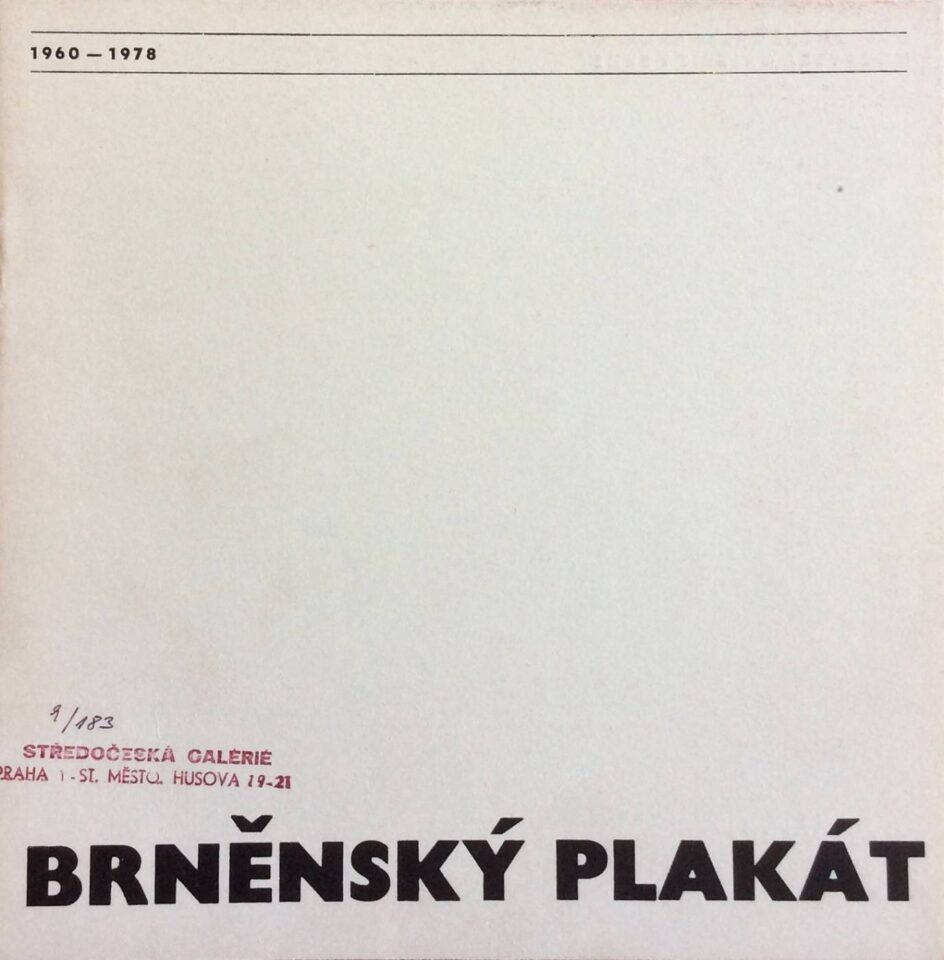 1960 — 1978
9/183
STŘEDOČESKÁ GALERIE
PRAHA 1 - ST. MĚSTO. HUSOVA 19-21
BRNĚNSKÝ PLAKÁT